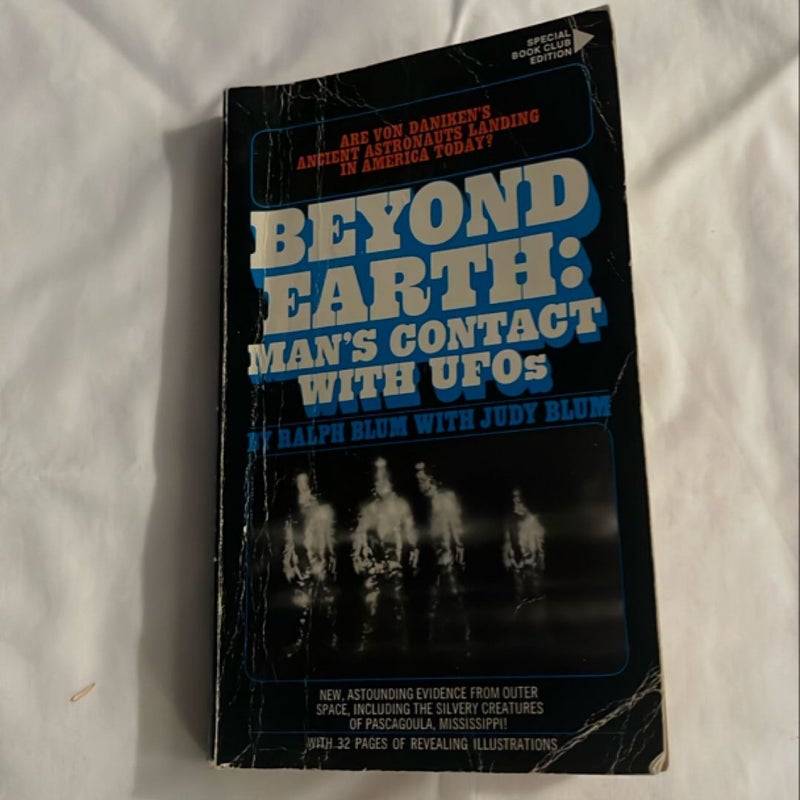 SPECIAL
BOOK CLUB
EDITION
ARE VON DANIKEN'S
ANCIENT ASTRONAUTS LANDING
IN AMERICA TODAY?
BEYOND
EARTH:
MAN'S CONTACT
WITH UFOs
BY RALPH BLUM WITH JUDY BLUM
NEW, ASTOUNDING EVIDENCE FROM OUTER
SPACE, INCLUDING THE SILVERY CREATURES
OF PASCAGOULA, MISSISSIPPI!
WITH 32 PAGES OF REVEALING ILLUSTRATIONS